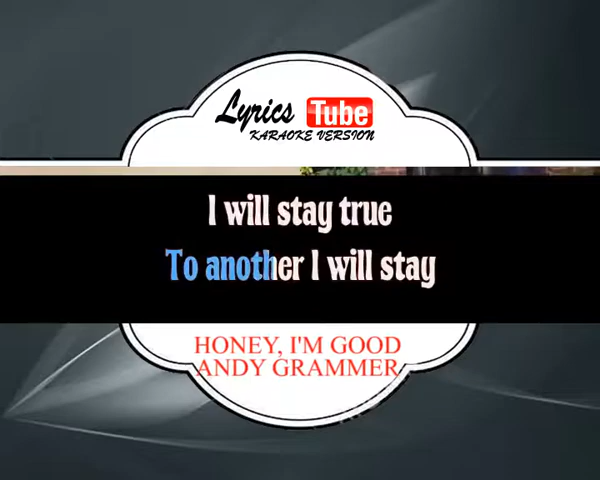 Lyrics Tube
KARAOKE VERSION
I will stay true
To another I will stay
HONEY, I'M GOOD
ANDY GRAMMER